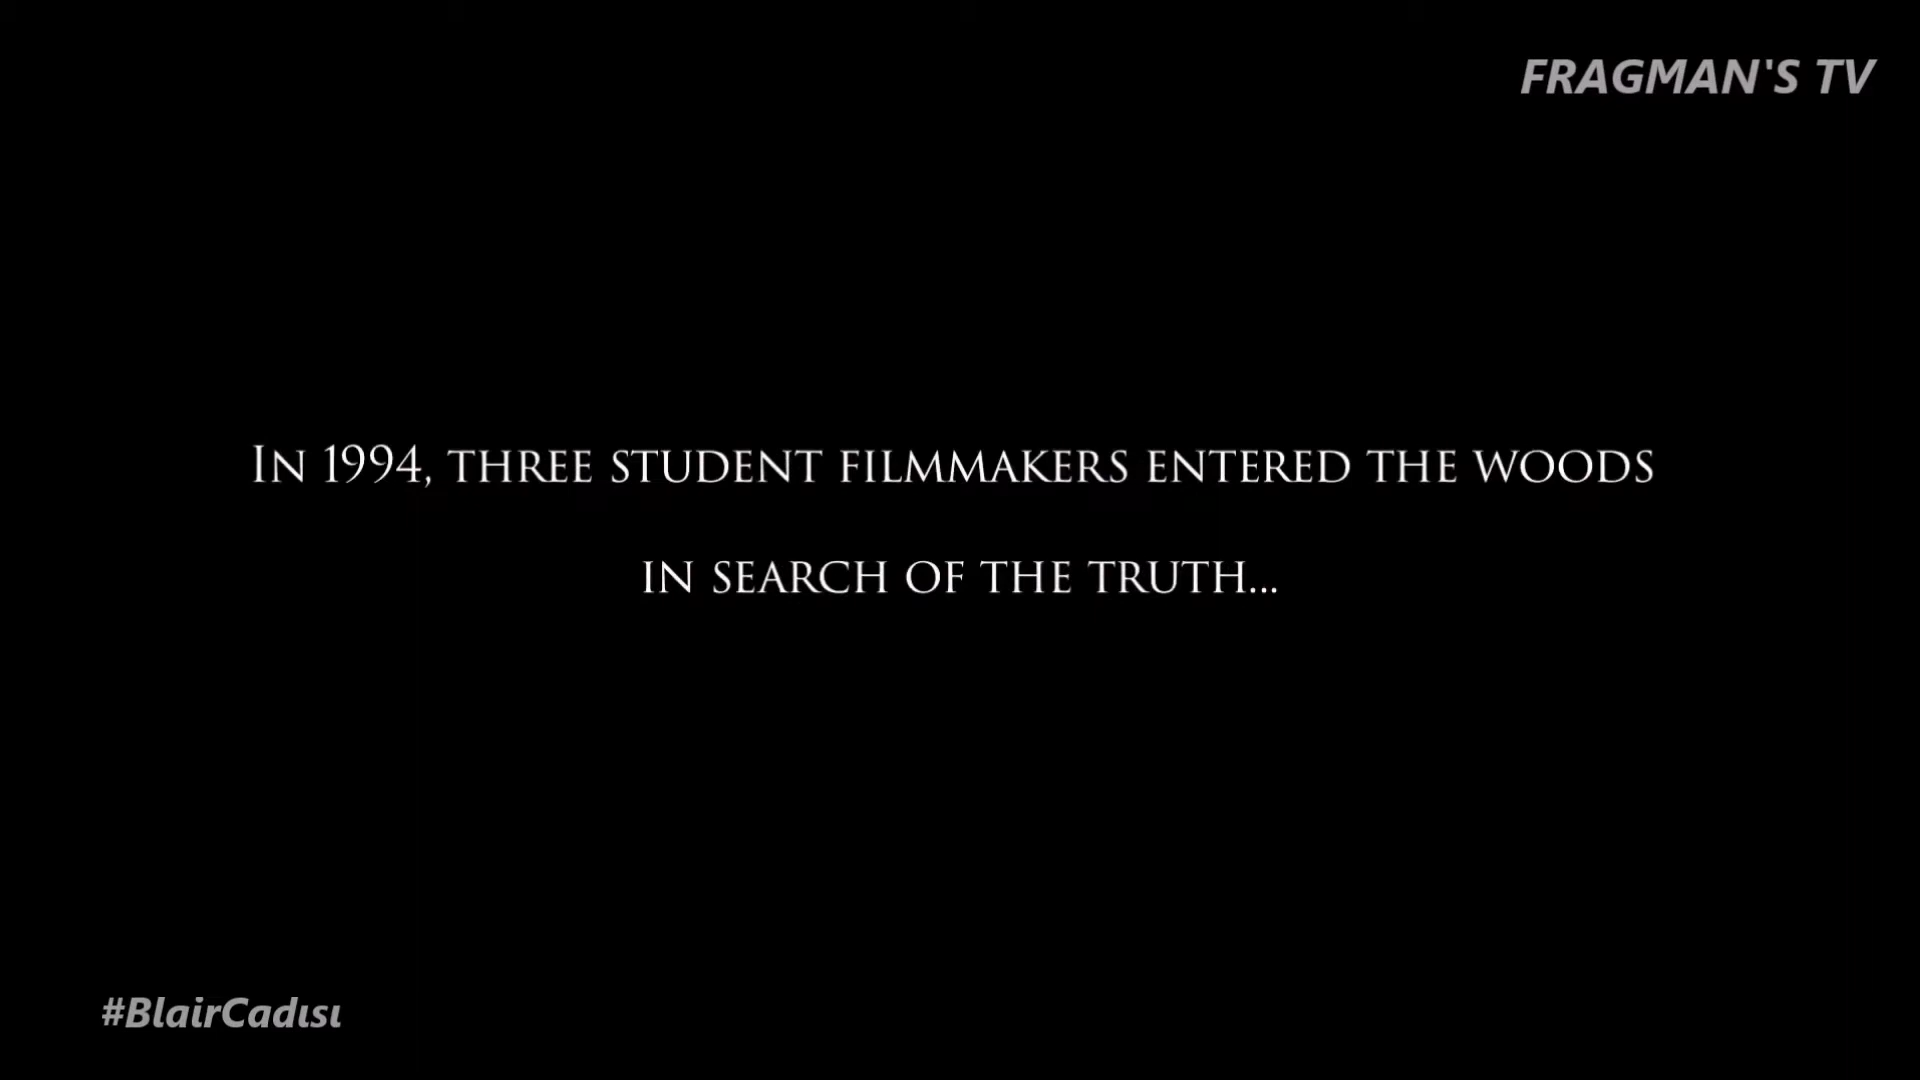 FRAGMAN'S TV
In 1994, three student filmmakers entered the woods
in search of the truth...
#BlairCadısı